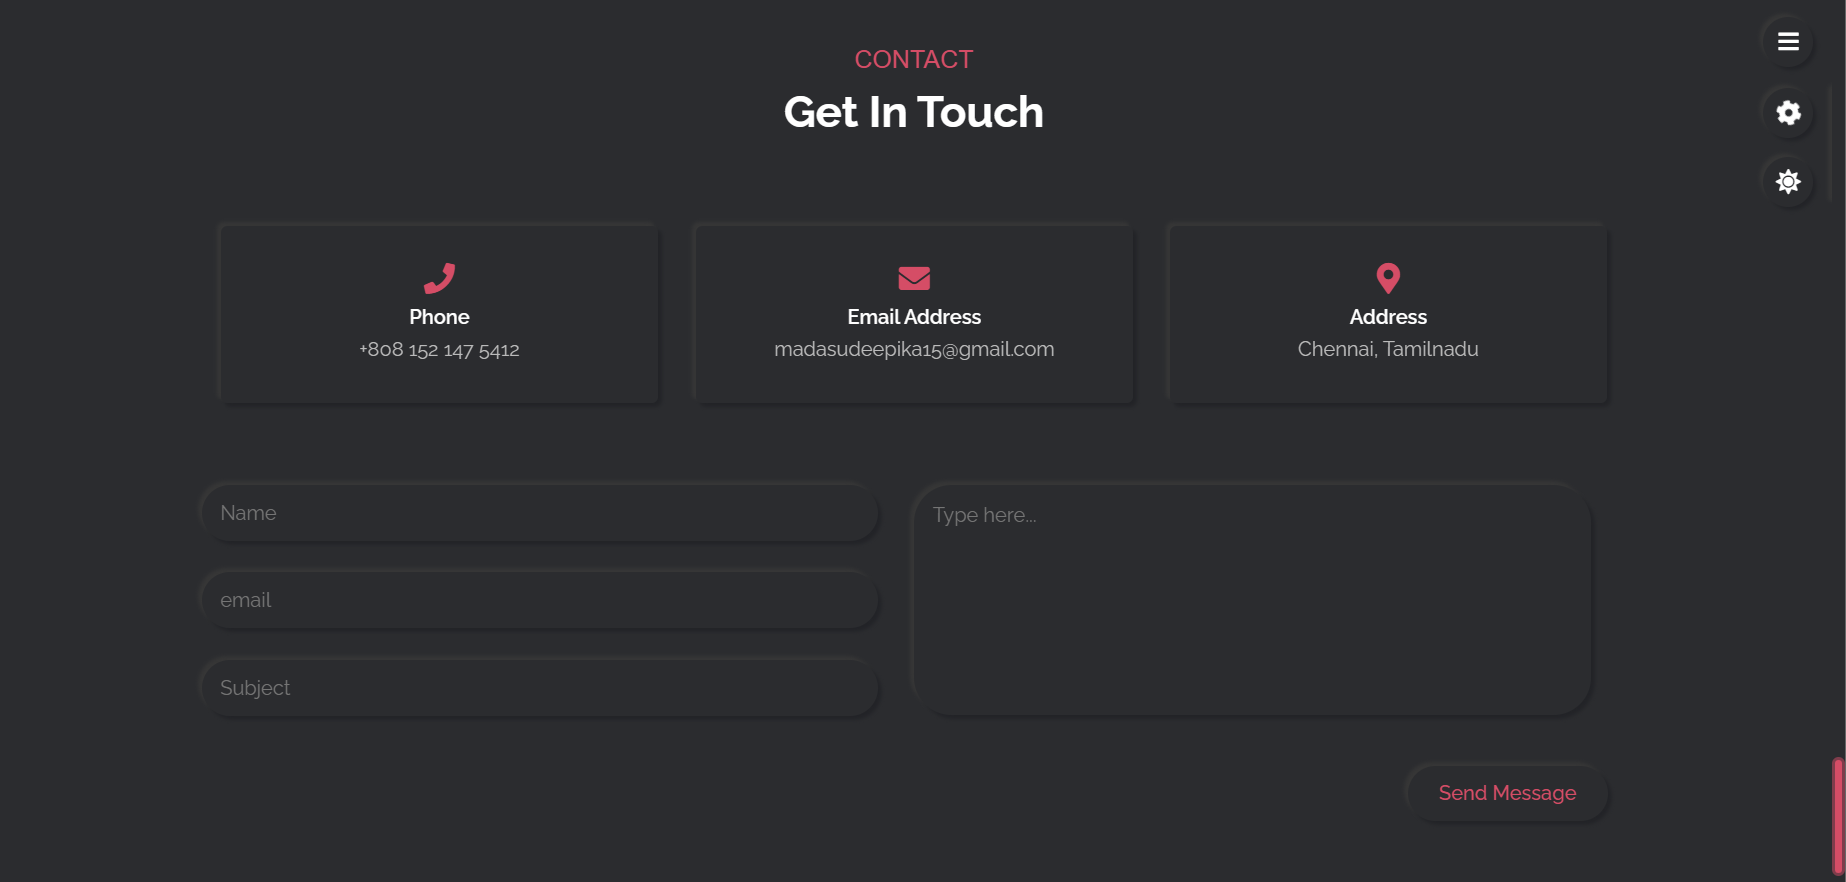 CONTACT
Get In Touch
Phone
+808 152 147 5412
Email Address
madasudeepika15@gmail.com
Address
Chennai, Tamilnadu
Name
email
Subject
Type here...
Send Message